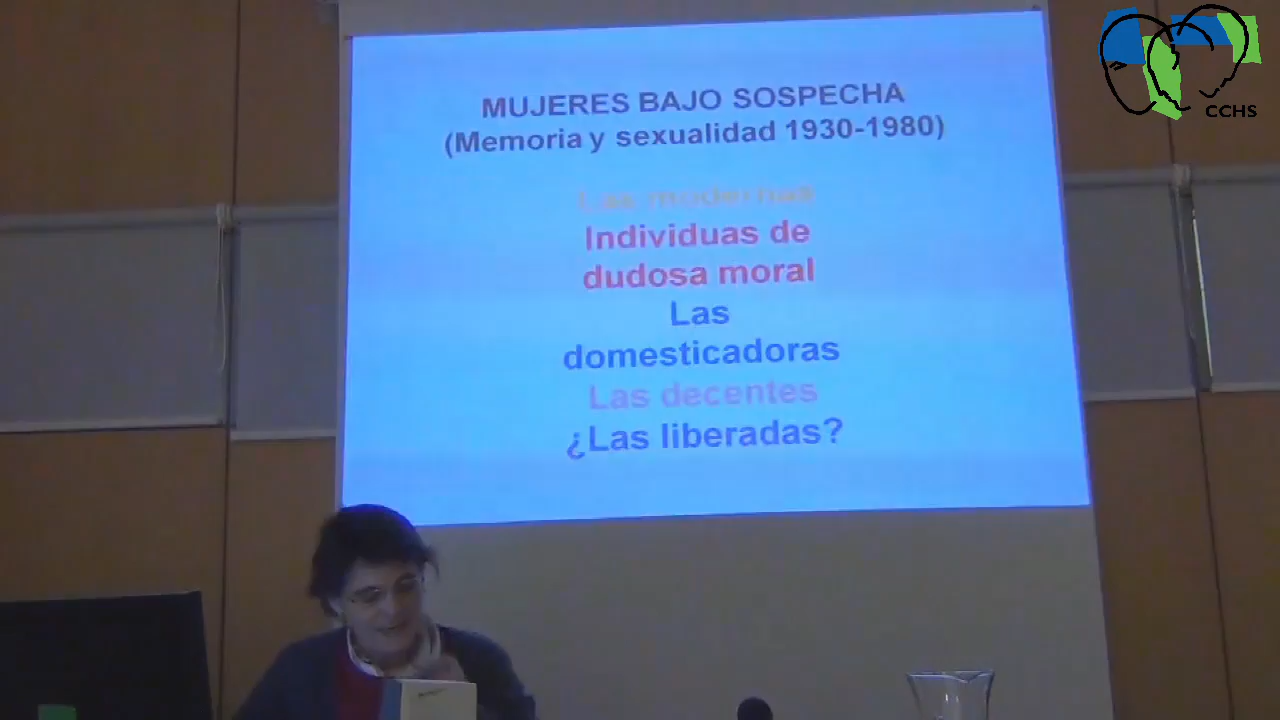 MUJERES BAJO SOSPECHA
(Memoria y sexualidad 1930-1980)
Las modernas
Individuas de
dudosa moral
Las
domesticadoras
Las decentes
¿Las liberadas?
CCHS